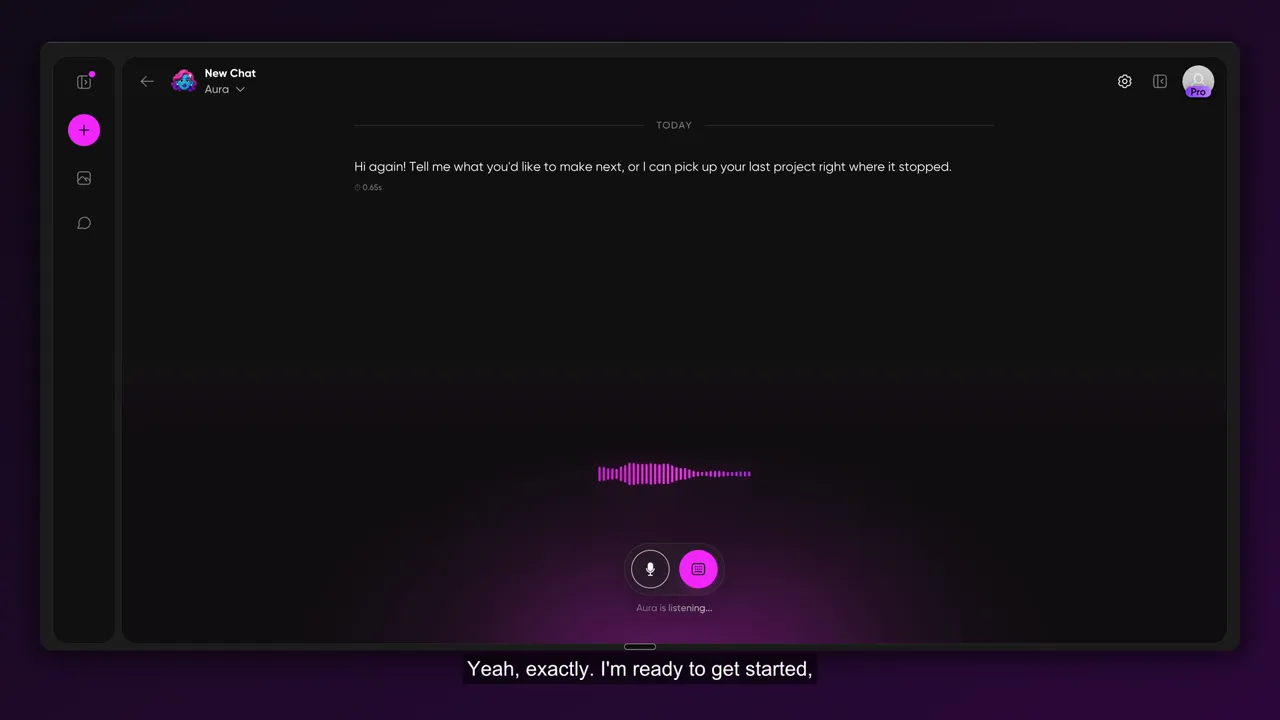 New Chat
Aura
Pro
TODAY
Hi again! Tell me what you'd like to make next, or I can pick up your last project right where it stopped.
0.65s
Aura is listening...
Yeah, exactly. I'm ready to get started,